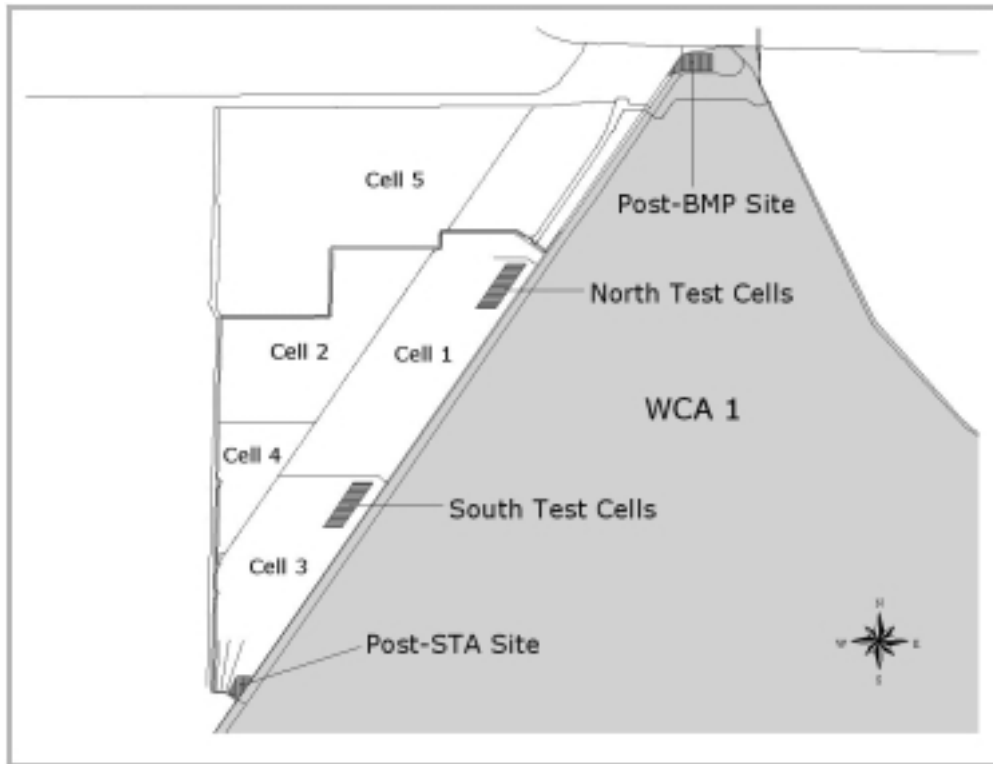 Cell 5
Post-BMP Site
North Test Cells
Cell 2
Cell 1
WCA 1
Cell 4
South Test Cells
Cell 3
N
W
E
S
Post-STA Site